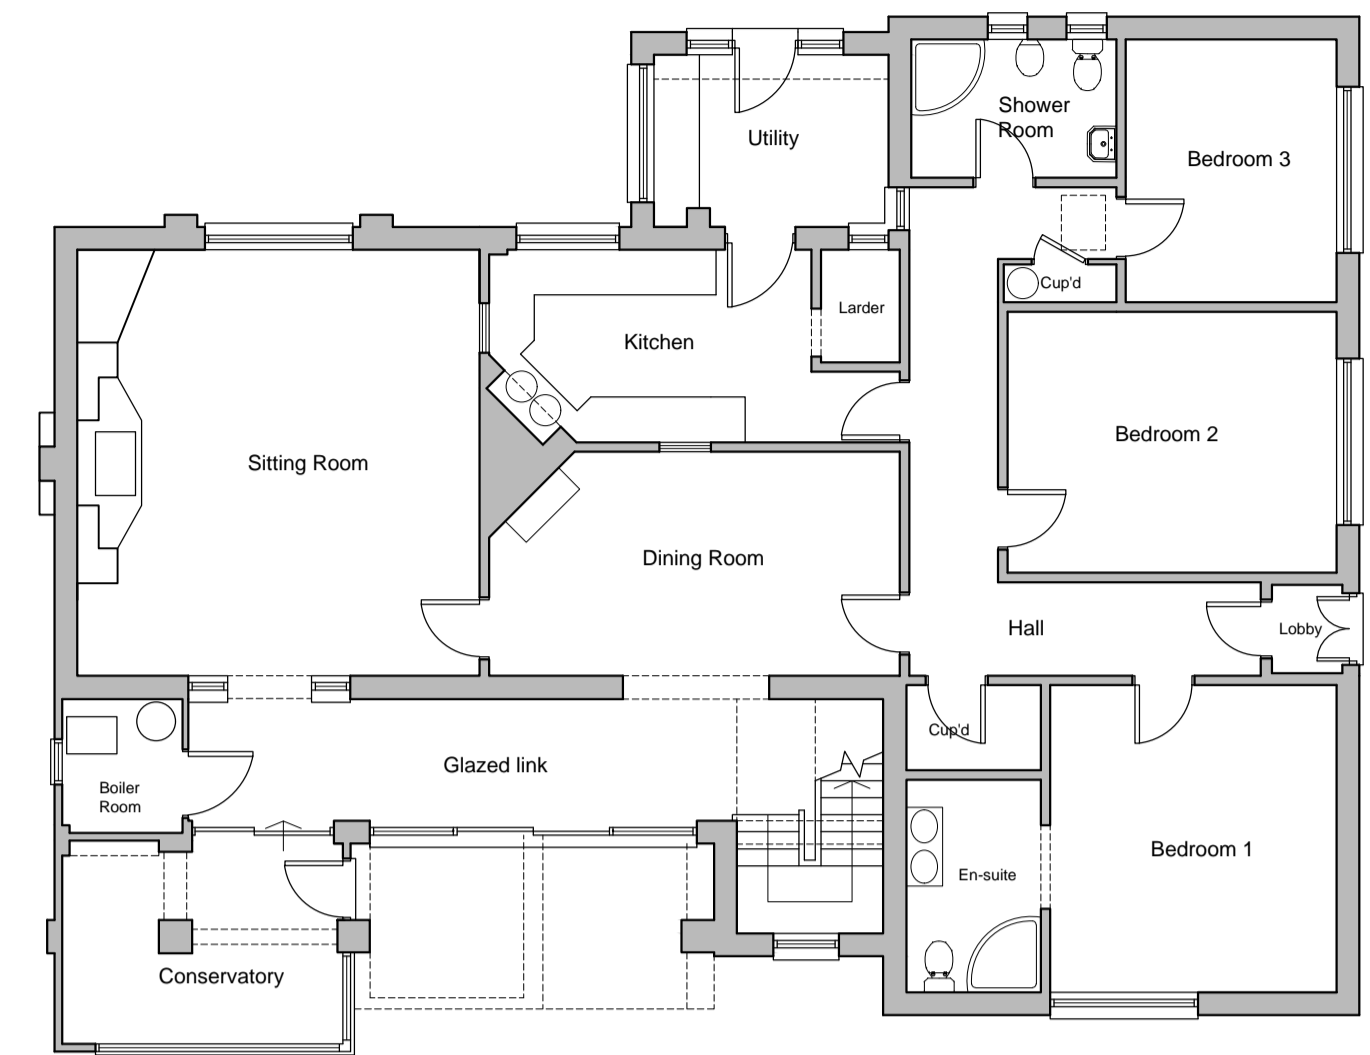 Shower
Room
Utility
Bedroom 3
Cup'd
Larder
Kitchen
Bedroom 2
Sitting Room
Dining Room
Hall
Lobby
Cup'd
Glazed link
Boiler
Room
Bedroom 1
En-suite
Conservatory